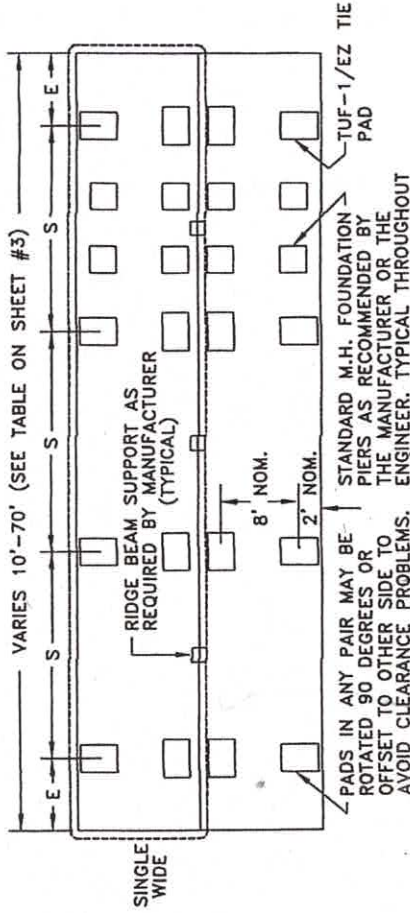 VARIES 10'-70' (SEE TABLE ON SHEET #3)
E
S
S
S
E
SINGLE
WIDE
RIDGE BEAM SUPPORT AS
REQUIRED BY MANUFACTURER
(TYPICAL)
8' NOM.
2' NOM.
PADS IN ANY PAIR MAY BE
ROTATED 90 DEGREES OR
OFFSET TO OTHER SIDE TO
AVOID CLEARANCE PROBLEMS.
STANDARD M.H. FOUNDATION
PIERS AS RECOMMENDED BY
THE MANUFACTURER OR THE
ENGINEER. TYPICAL THROUGHOUT
TUF-1/EZ TIE
PAD